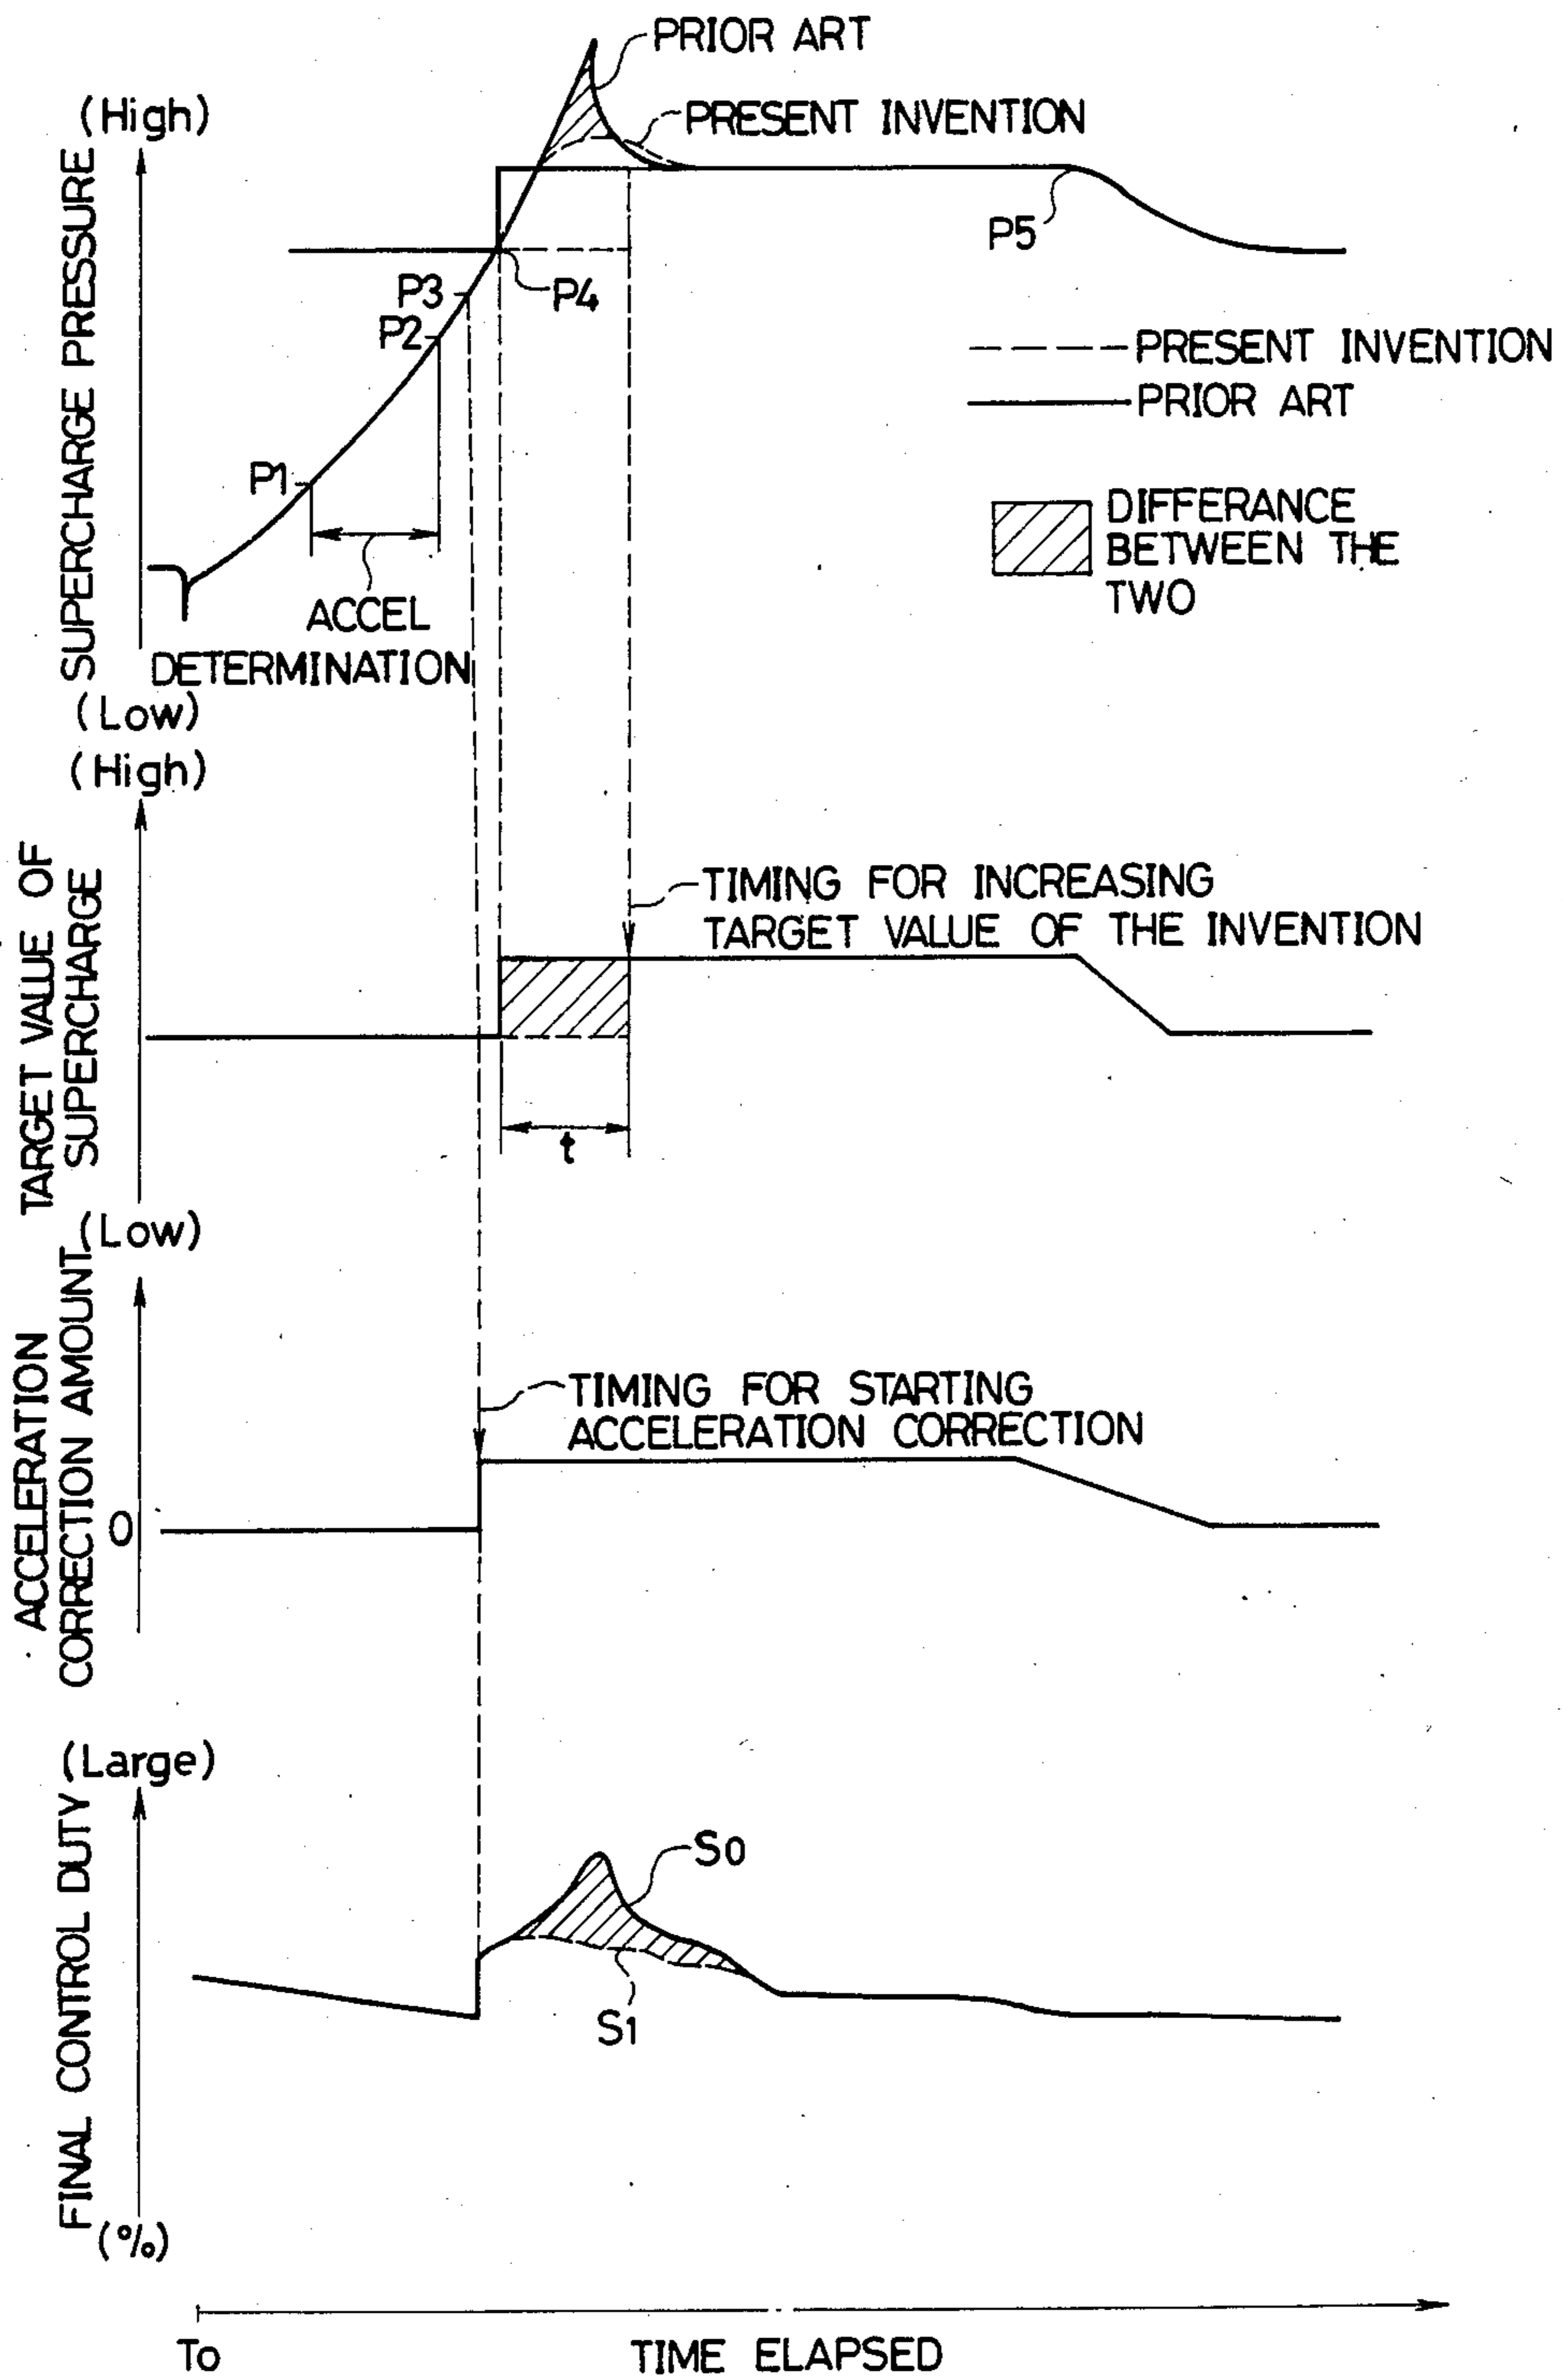 PRIOR ART
(High)
PRESENT INVENTION
SUPERCHARGE PRESSURE
P5
P3
P4
P2
PRESENT INVENTION
PRIOR ART
P1
DIFFERANCE
BETWEEN THE
TWO
ACCEL
DETERMINATION
(Low)
(High)
TARGET VALUE OF
SUPERCHARGE
TIMING FOR INCREASING
TARGET VALUE OF THE INVENTION
t
(Low)
ACCELERATION
CORRECTION AMOUNT
TIMING FOR STARTING
ACCELERATION CORRECTION
0
(Large)
FINAL CONTROL DUTY
S0
S1
(%)
To
TIME ELAPSED